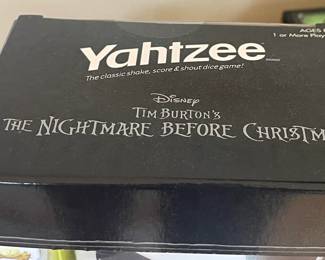 AGES
1 or More Play
Yahtzee
The classic shake, score & shout dice game!
Disney
TIM BURTON'S
THE NIGHTMARE BEFORE CHRISTM